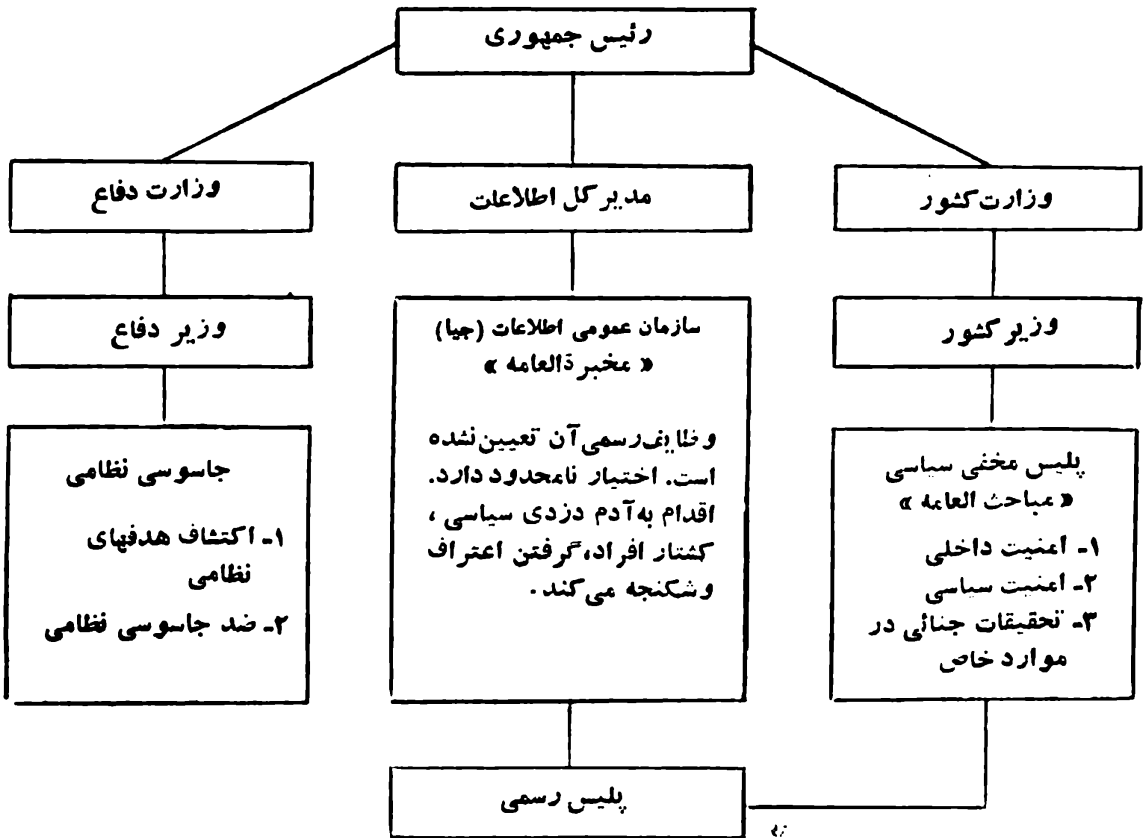 رئیس جمهوری
وزارت کشور
مدیر کل اطلاعات
وزارت دفاع
وزیر کشور
سازمان عمومی اطلاعات (جیا)
« مخبرةالعامه »
وظایف رسمی آن تعیین نشده
است. اختیار نامحدود دارد.
اقدام به آدم دزدی سیاسی ،
کشتار افراد، گرفتن اعتراف
وشکنجه می کند .
وزیر دفاع
پلیس مخفی سیاسی
« مباحث العامه »
۱- امنیت داخلی
۲- امنیت سیاسی
۳- تحقیقات جنائی در
موارد خاص
جاسوسی نظامی
۱- اکتشاف هدفهای
نظامی
۲- ضد جاسوسی نظامی
پلیس رسمی